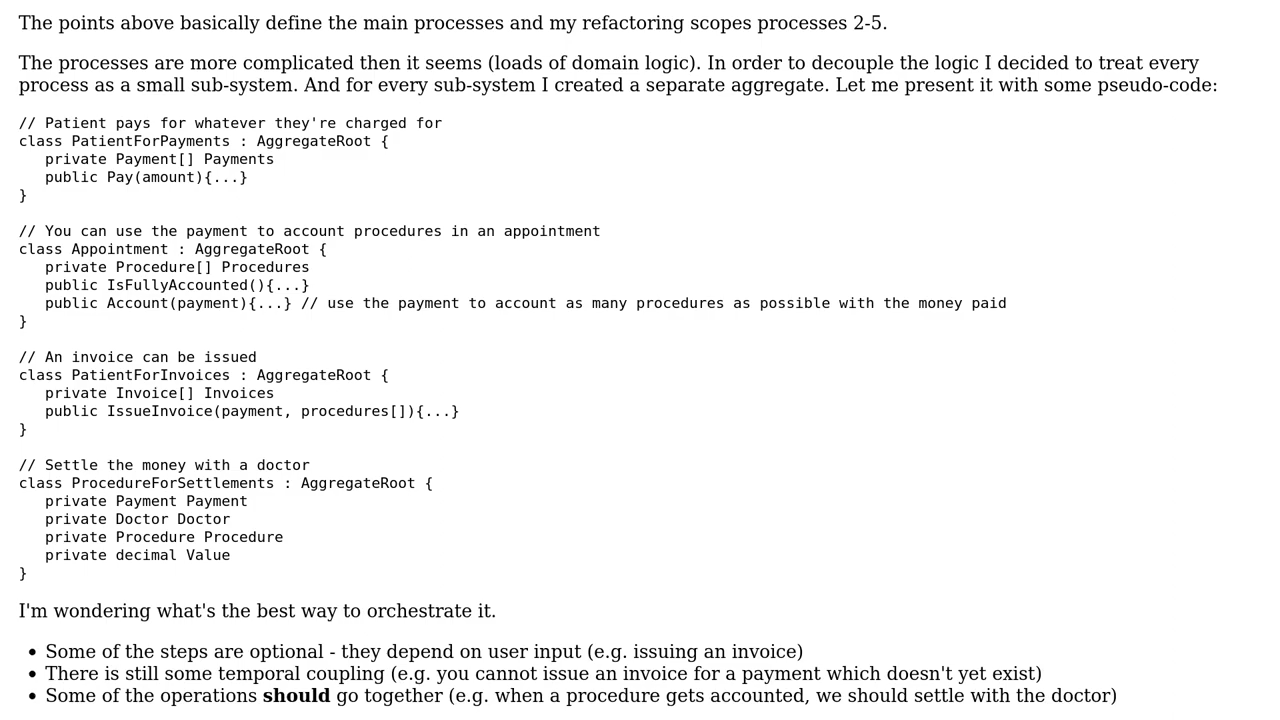 The points above basically define the main processes and my refactoring scopes processes 2-5.
The processes are more complicated then it seems (loads of domain logic). In order to decouple the logic I decided to treat every
process as a small sub-system. And for every sub-system I created a separate aggregate. Let me present it with some pseudo-code:
// Patient pays for whatever they're charged for
class PatientForPayments : AggregateRoot {
   private Payment[] Payments
   public Pay(amount){...}
}
// You can use the payment to account procedures in an appointment
class Appointment : AggregateRoot {
   private Procedure[] Procedures
   public IsFullyAccounted(){...}
   public Account(payment){...} // use the payment to account as many procedures as possible with the money paid
}
// An invoice can be issued
class PatientForInvoices : AggregateRoot {
   private Invoice[] Invoices
   public IssueInvoice(payment, procedures[]){...}
}
// Settle the money with a doctor
class ProcedureForSettlements : AggregateRoot {
   private Payment Payment
   private Doctor Doctor
   private Procedure Procedure
   private decimal Value
}
I'm wondering what's the best way to orchestrate it.
• Some of the steps are optional - they depend on user input (e.g. issuing an invoice)
• There is still some temporal coupling (e.g. you cannot issue an invoice for a payment which doesn't yet exist)
• Some of the operations should go together (e.g. when a procedure gets accounted, we should settle with the doctor)